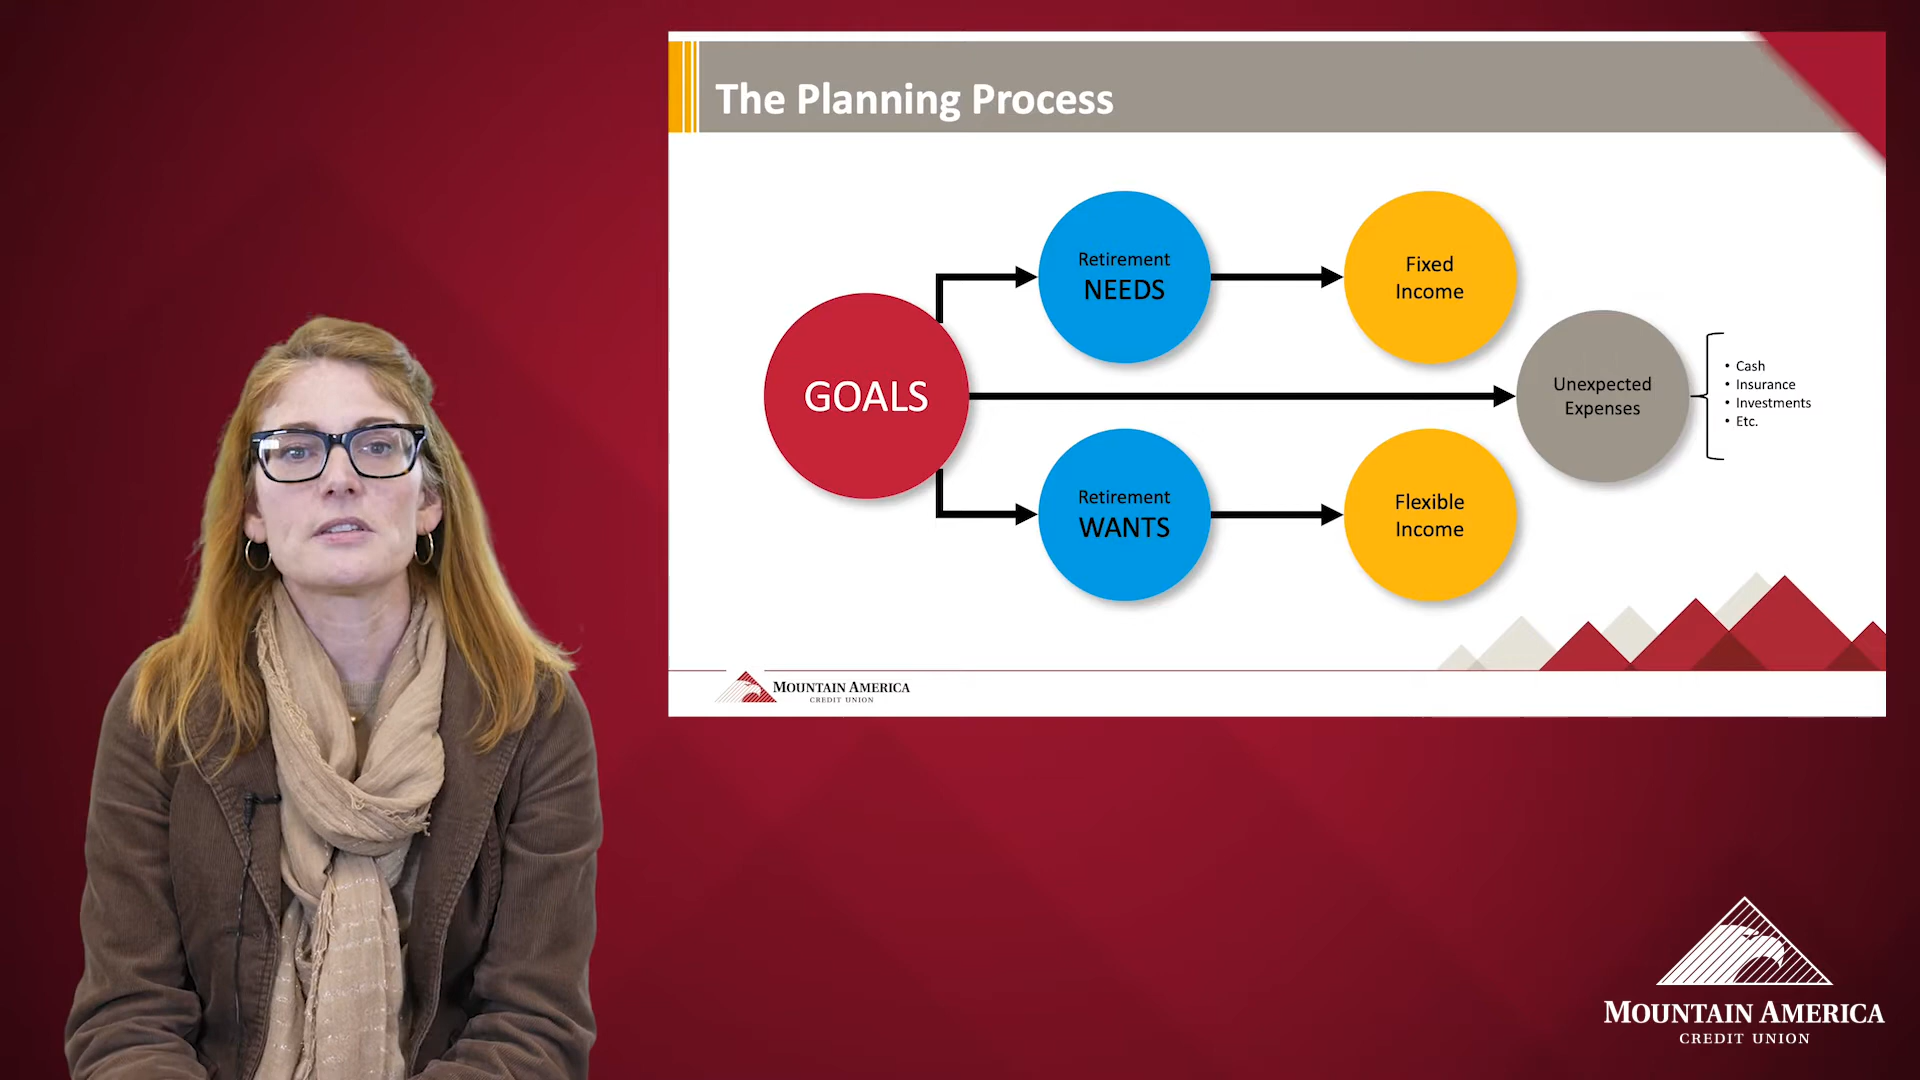 The Planning Process
Retirement
NEEDS
Fixed
Income
GOALS
Unexpected
Expenses
• Cash
• Insurance
• Investments
• Etc.
Retirement
WANTS
Flexible
Income
MOUNTAIN AMERICA
CREDIT UNION
MOUNTAIN AMERICA
CREDIT UNION